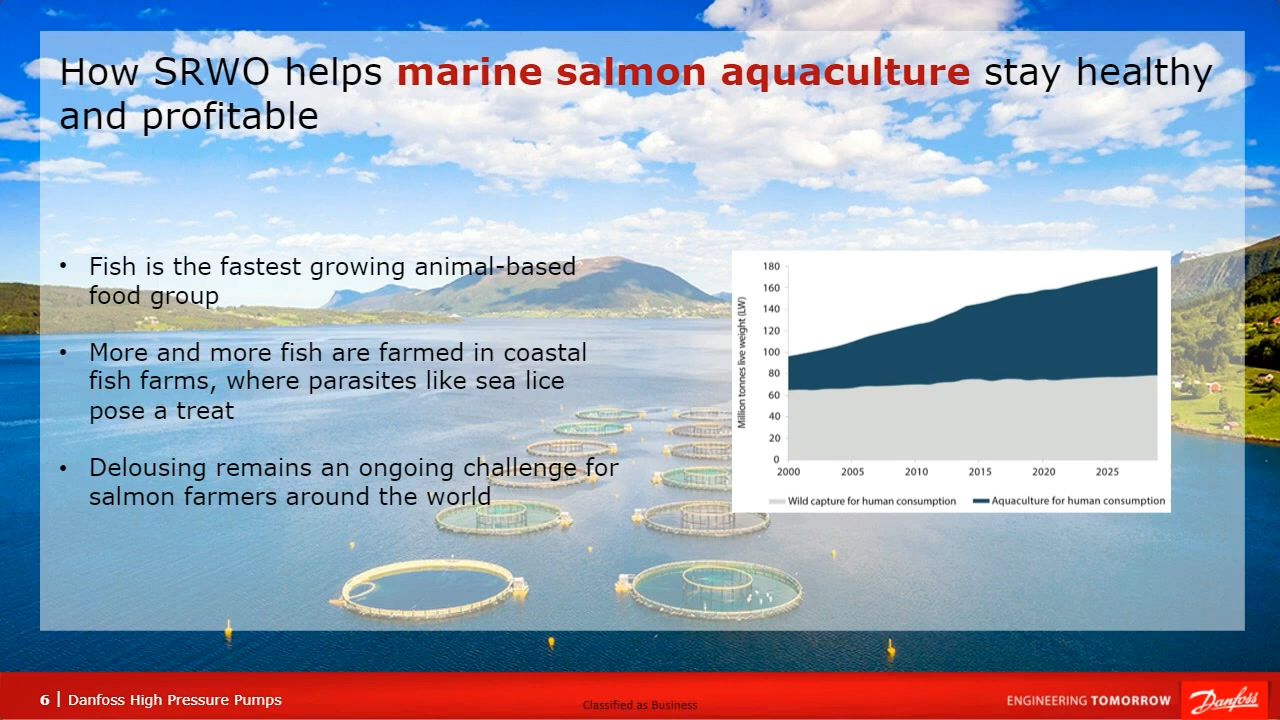 How SRWO helps marine salmon aquaculture stay healthy
and profitable
• Fish is the fastest growing animal-based
food group
• More and more fish are farmed in coastal
fish farms, where parasites like sea lice
pose a treat
• Delousing remains an ongoing challenge for
salmon farmers around the world
Million tonnes live weight (LW)
180
160
140
120
100
80
60
40
20
0
2000 2005 2010 2015 2020 2025
Wild capture for human consumption Aquaculture for human consumption
6 | Danfoss High Pressure Pumps
Classified as Business
ENGINEERING TOMORROW
Danfoss